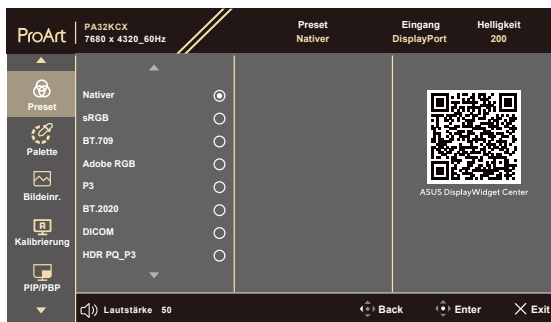 ProArt
PA32KCX
7680 x 4320_60Hz
Preset
Nativer
Eingang
DisplayPort
Helligkeit
200
Preset
Palette
Bildeinr.
Kalibrierung
PIP/PBP
Nativer
sRGB
BT.709
Adobe RGB
P3
BT.2020
DICOM
HDR PQ_P3
ASUS DisplayWidget Center
Lautstärke 50
Back
Enter
Exit